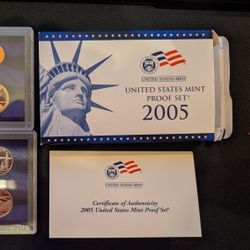 UNITED STATES MINT
UNITED STATES MINT
PROOF SET®
2005
UNITED STATES MINT
Certificate of Authenticity
2005 United States Mint Proof Set®